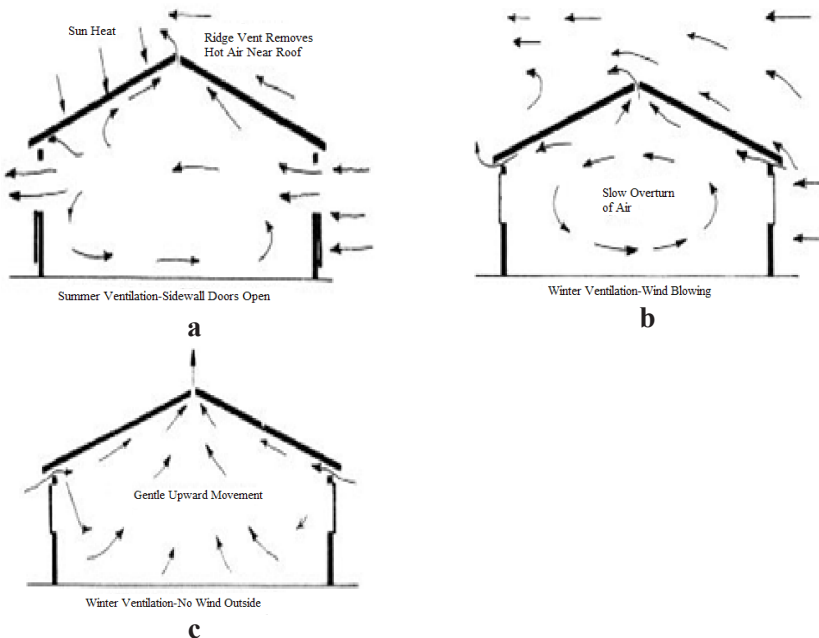 Sun Heat
Ridge Vent Removes
Hot Air Near Roof
Summer Ventilation-Sidewall Doors Open
a
Slow Overturn
of Air
Winter Ventilation-Wind Blowing
b
Gentle Upward Movement
Winter Ventilation-No Wind Outside
c